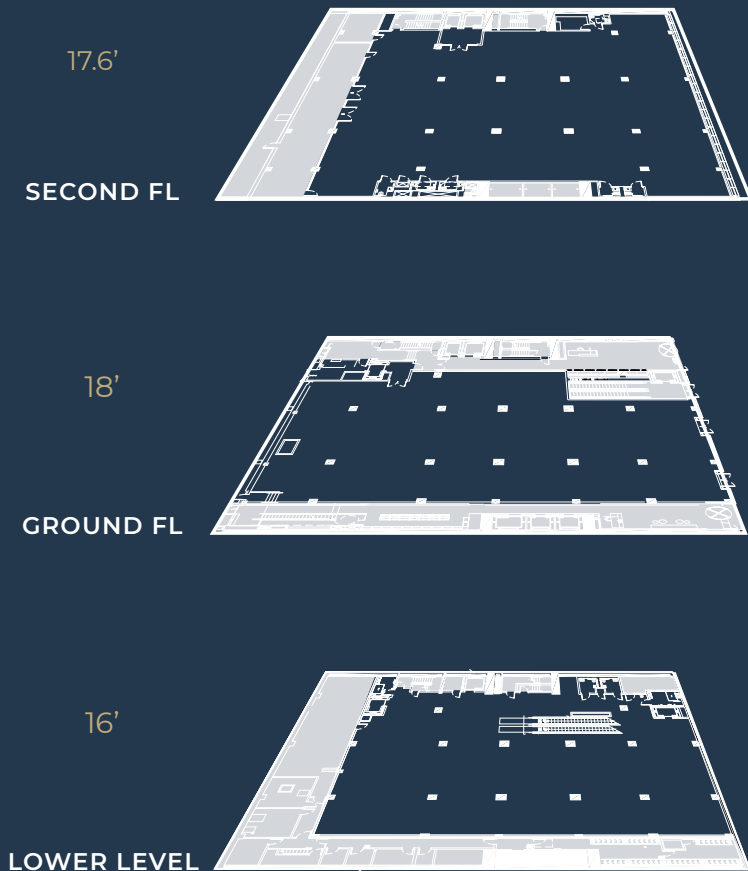 17.6’
SECOND FL
18’
GROUND FL
16’
LOWER LEVEL